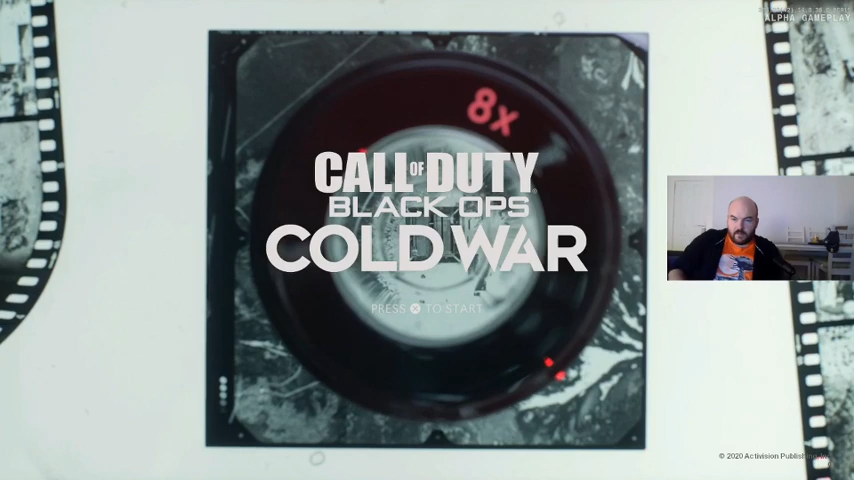 ALPHA GAMEPLAY
8x
CALL OF DUTY
BLACK OPS
COLD WAR
PRESS X TO START
© 2020 Activision Publishing,